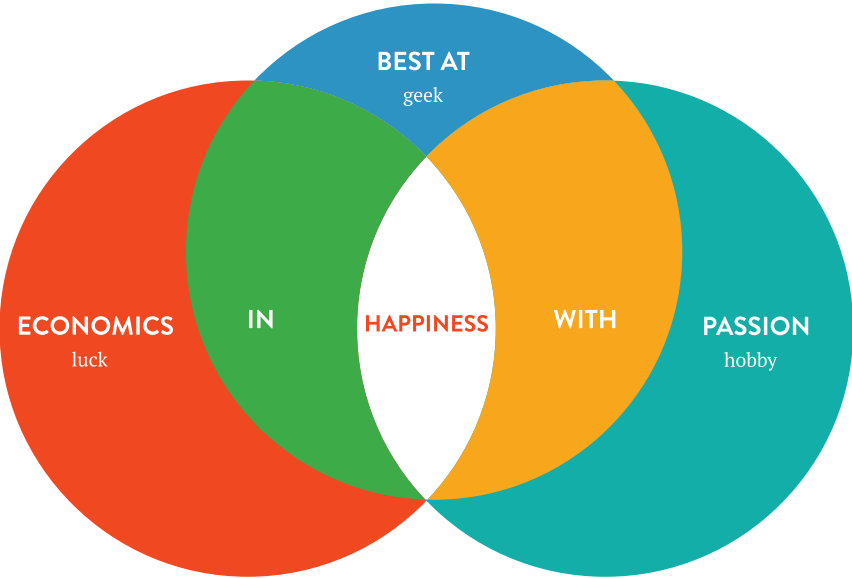 BEST AT
geek
ECONOMICS
luck
IN
HAPPINESS
WITH
PASSION
hobby